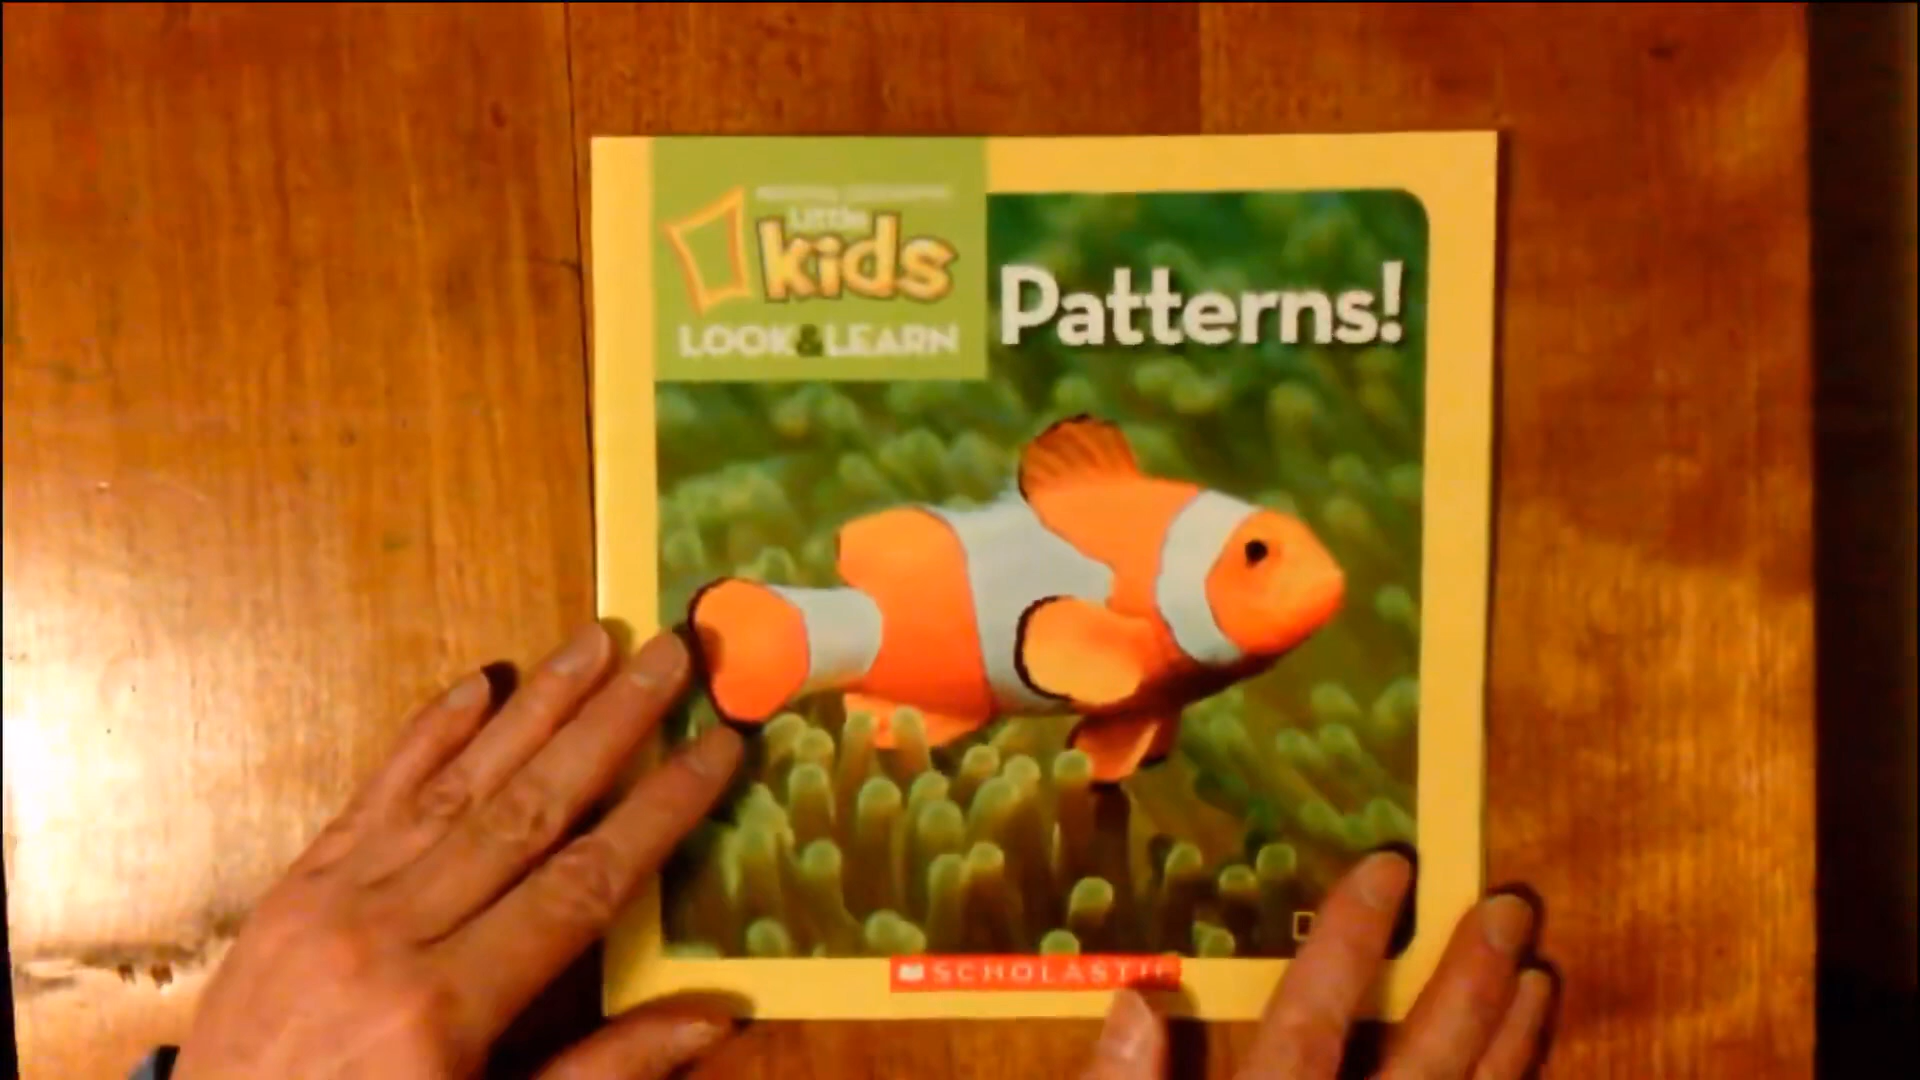 NATIONAL GEOGRAPHIC
Little
kids
LOOK & LEARN
Patterns!
SCHOLASTIC